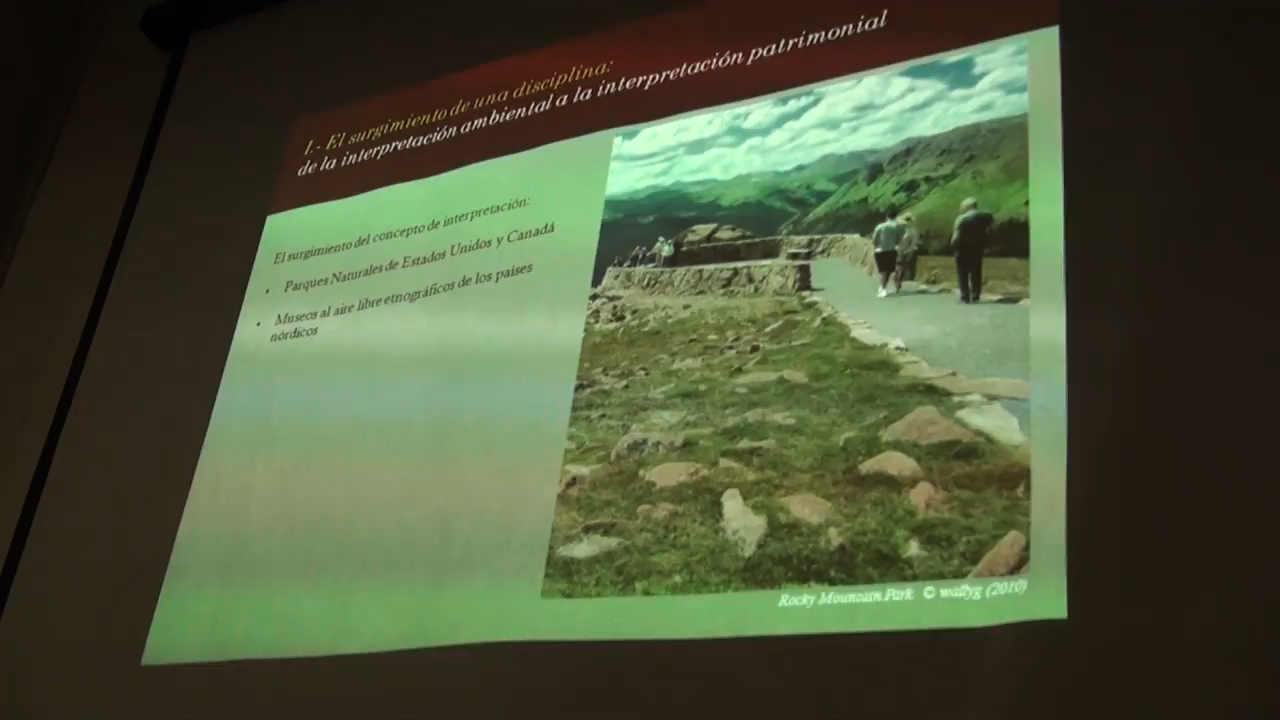 I.- El surgimiento de una disciplina:
de la interpretación ambiental a la interpretación patrimonial
El surgimiento del concepto de interpretación:
• Parques Naturales de Estados Unidos y Canadá
• Museos al aire libre etnográficos de los países
nórdicos
Rocky Mountain Park © wallyg (2010)